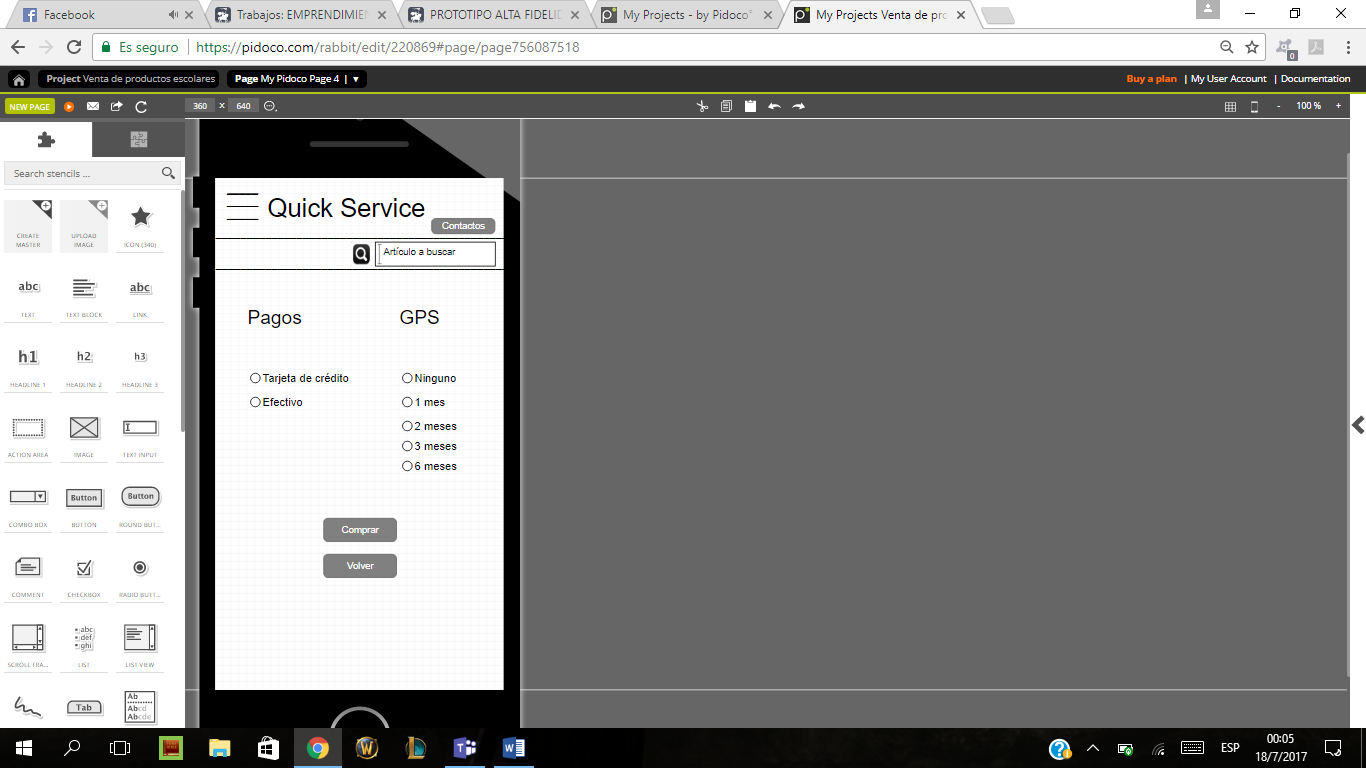 Facebook
Trabajos: EMPRENDIMIEN
PROTOTIPO ALTA FIDELID
My Projects - by Pidoco°
My Projects Venta de pro
Es seguro
https://pidoco.com/rabbit/edit/220869#page/page756087518
0
Project Venta de productos escolares
Page My Pidoco Page 4 | ▼
Buy a plan | My User Account | Documentation
NEW PAGE
360 x 640
- 100 % +
Search stencils ...
CREATE MASTER
UPLOAD IMAGE
ICON (340)
abc
TEXT
TEXT BLOCK
abc
LINK
h1
HEADLINE 1
h2
HEADLINE 2
h3
HEADLINE 3
ACTION AREA
IMAGE
TEXT INPUT
COMBO BOX
Button
BUTTON
Button
ROUND BUT...
COMMENT
CHECKBOX
RADIO BUTT...
SCROLL TRA...
abc
def
ghi
LIST
LIST VIEW
Tab
Ab
Abcd
Abcde
Quick Service
Contactos
Artículo a buscar
Pagos
GPS
Tarjeta de crédito
Ninguno
Efectivo
1 mes
2 meses
3 meses
6 meses
Comprar
Volver
ESP
00:05
18/7/2017